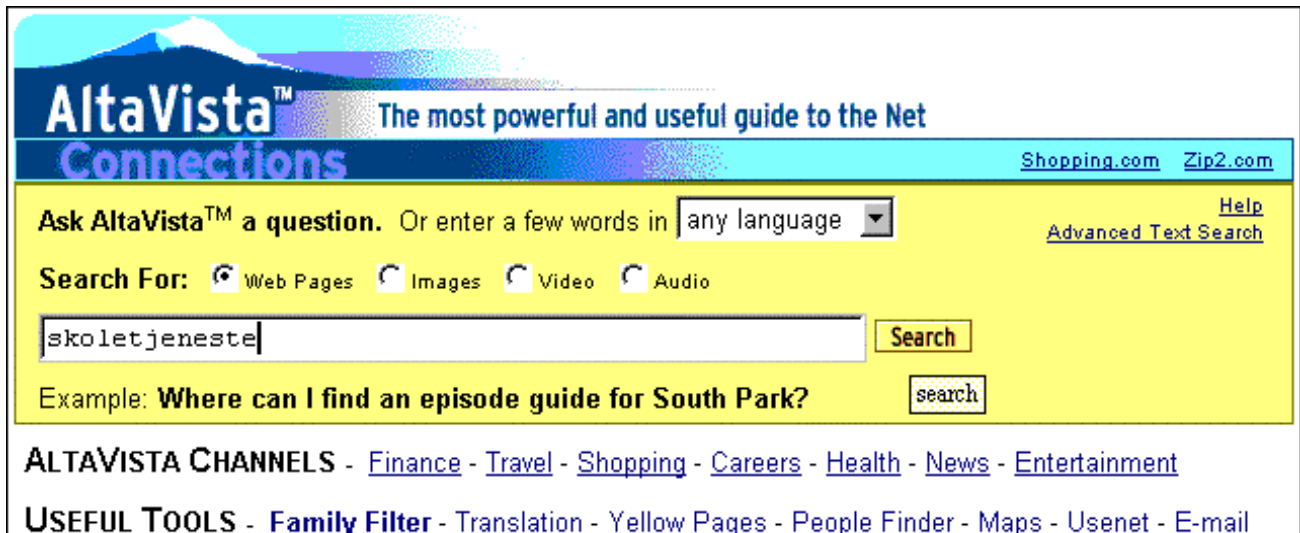 AltaVista™ The most powerful and useful guide to the Net
Connections Shopping.com Zip2.com
Ask AltaVista™ a question. Or enter a few words in any language Help
Advanced Text Search
Search For: Web Pages Images Video Audio
skoletjeneste Search
Example: Where can I find an episode guide for South Park? search
ALTAVISTA CHANNELS - Finance - Travel - Shopping - Careers - Health - News - Entertainment
USEFUL TOOLS - Family Filter - Translation - Yellow Pages - People Finder - Maps - Usenet - E-mail